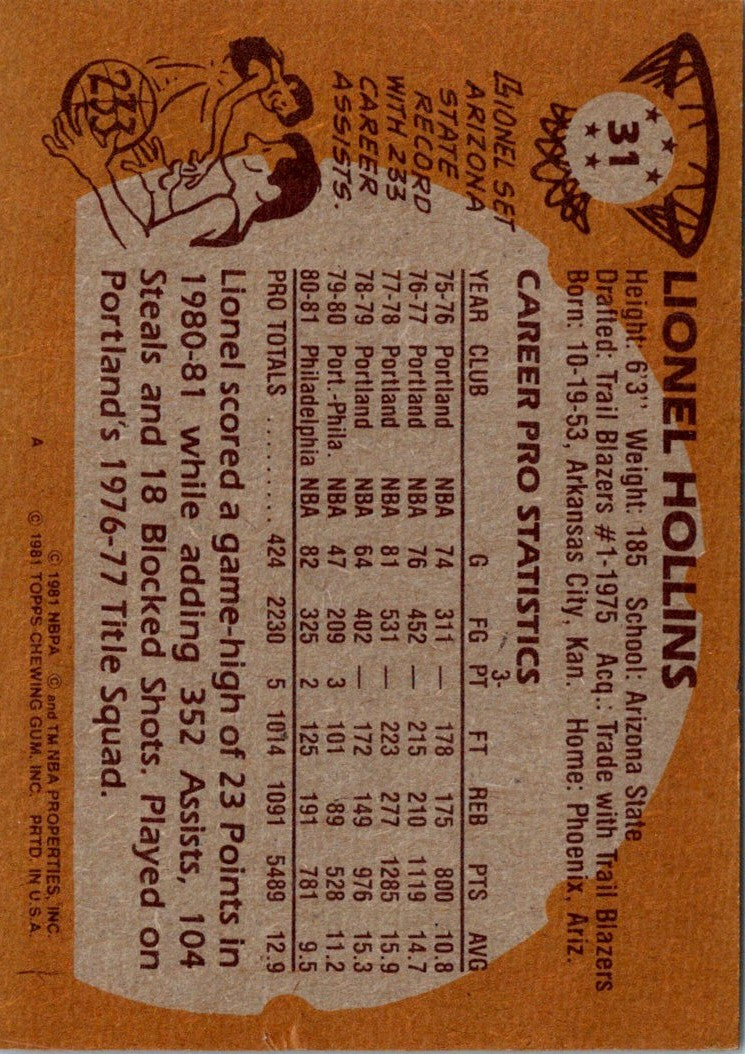 31
LIONEL HOLLINS
Height: 6'3" Weight: 185 School: Arizona State
Drafted: Trail Blazers #1-1975 Acq.: Trade with Trail Blazers
Born: 10-19-53, Arkansas City, Kan. Home: Phoenix, Ariz.
LIONEL SET
ARIZONA
STATE
RECORD
WITH 233
CAREER
ASSISTS.
233
CAREER PRO STATISTICS
YEAR CLUB G FG 3-PT FT REB PTS AVG
75-76 Portland NBA 74 311 — 178 175 800 10.8
76-77 Portland NBA 76 452 — 215 210 1119 14.7
77-78 Portland NBA 81 531 — 223 277 1285 15.9
78-79 Portland NBA 64 402 — 172 149 976 15.3
79-80 Port.-Phila. NBA 47 209 3 101 89 528 11.2
80-81 Philadelphia NBA 82 325 2 125 191 781 9.5
PRO TOTALS .......... 424 2230 5 1014 1091 5489 12.9
Lionel scored a game-high of 23 Points in
1980-81 while adding 352 Assists, 104
Steals and 18 Blocked Shots. Played on
Portland's 1976-77 Title Squad.
© 1981 NBPA © and TM NBA PROPERTIES, INC.
A © 1981 TOPPS CHEWING GUM, INC. PRTD. IN U.S.A.